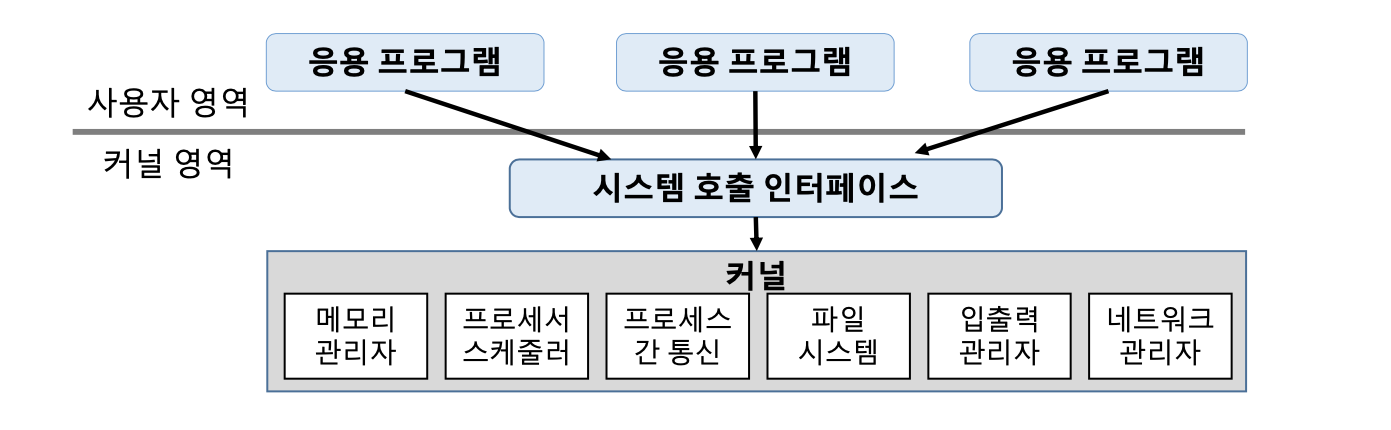 응용 프로그램
응용 프로그램
응용 프로그램
사용자 영역
커널 영역
시스템 호출 인터페이스
커널
메모리
관리자
프로세서
스케줄러
프로세스
간 통신
파일
시스템
입출력
관리자
네트워크
관리자